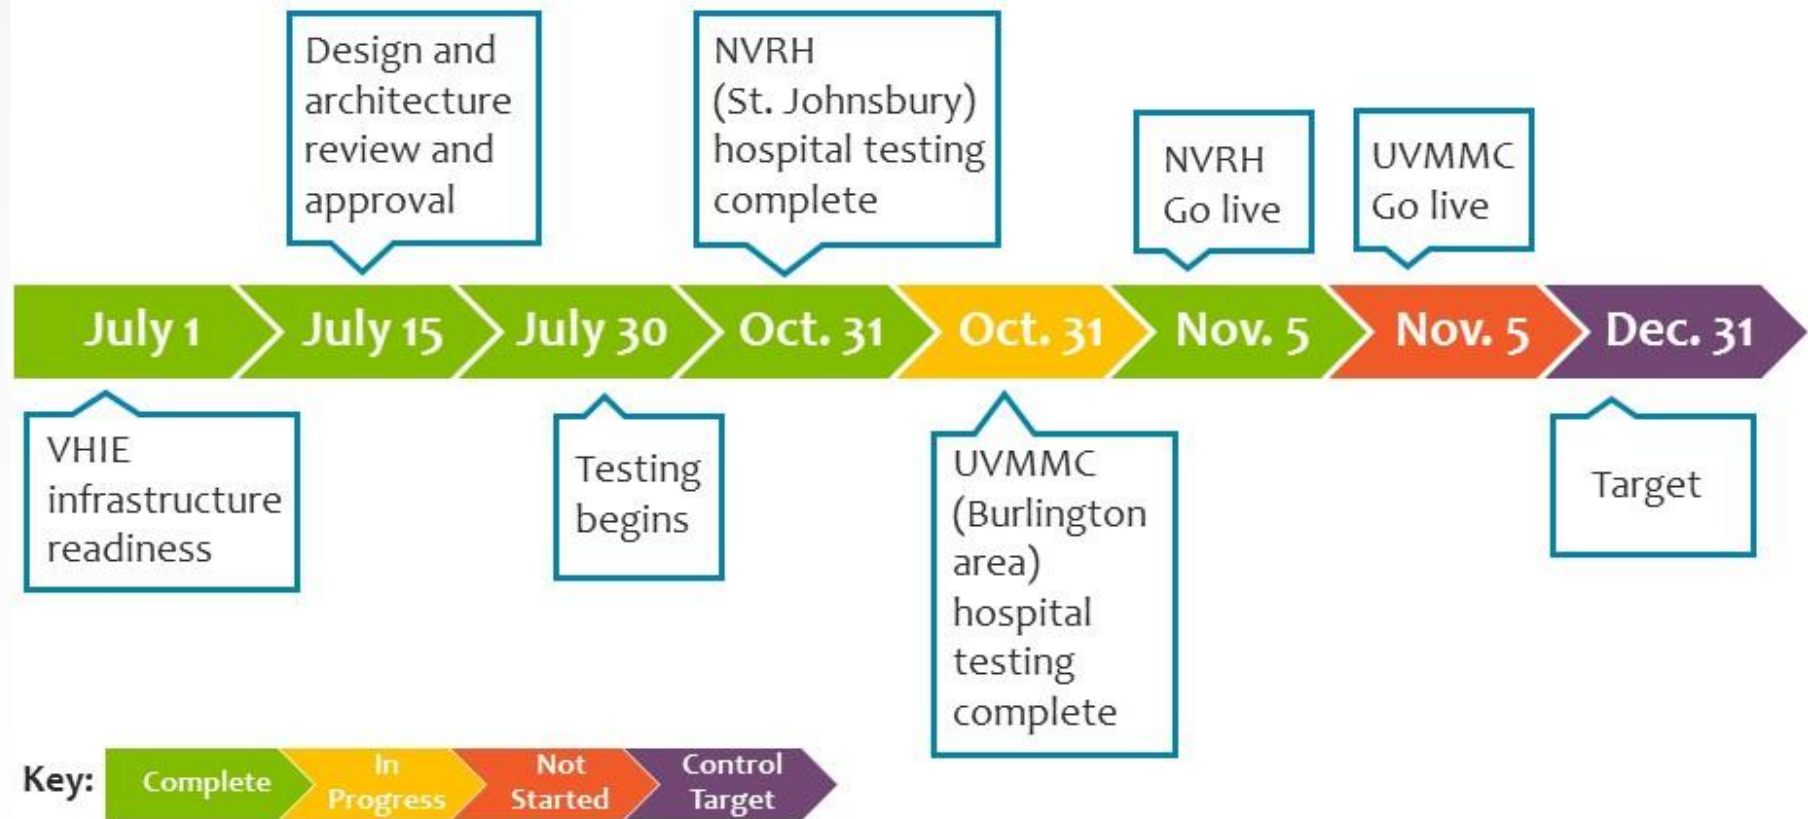 Design and
architecture
review and
approval
NVRH
(St. Johnsbury)
hospital testing
complete
NVRH
Go live
UVMMC
Go live
July 1
July 15
July 30
Oct. 31
Oct. 31
Nov. 5
Nov. 5
Dec. 31
VHIE
infrastructure
readiness
Testing
begins
UVMMC
(Burlington
area)
hospital
testing
complete
Target
Key:
Complete
In
Progress
Not
Started
Control
Target